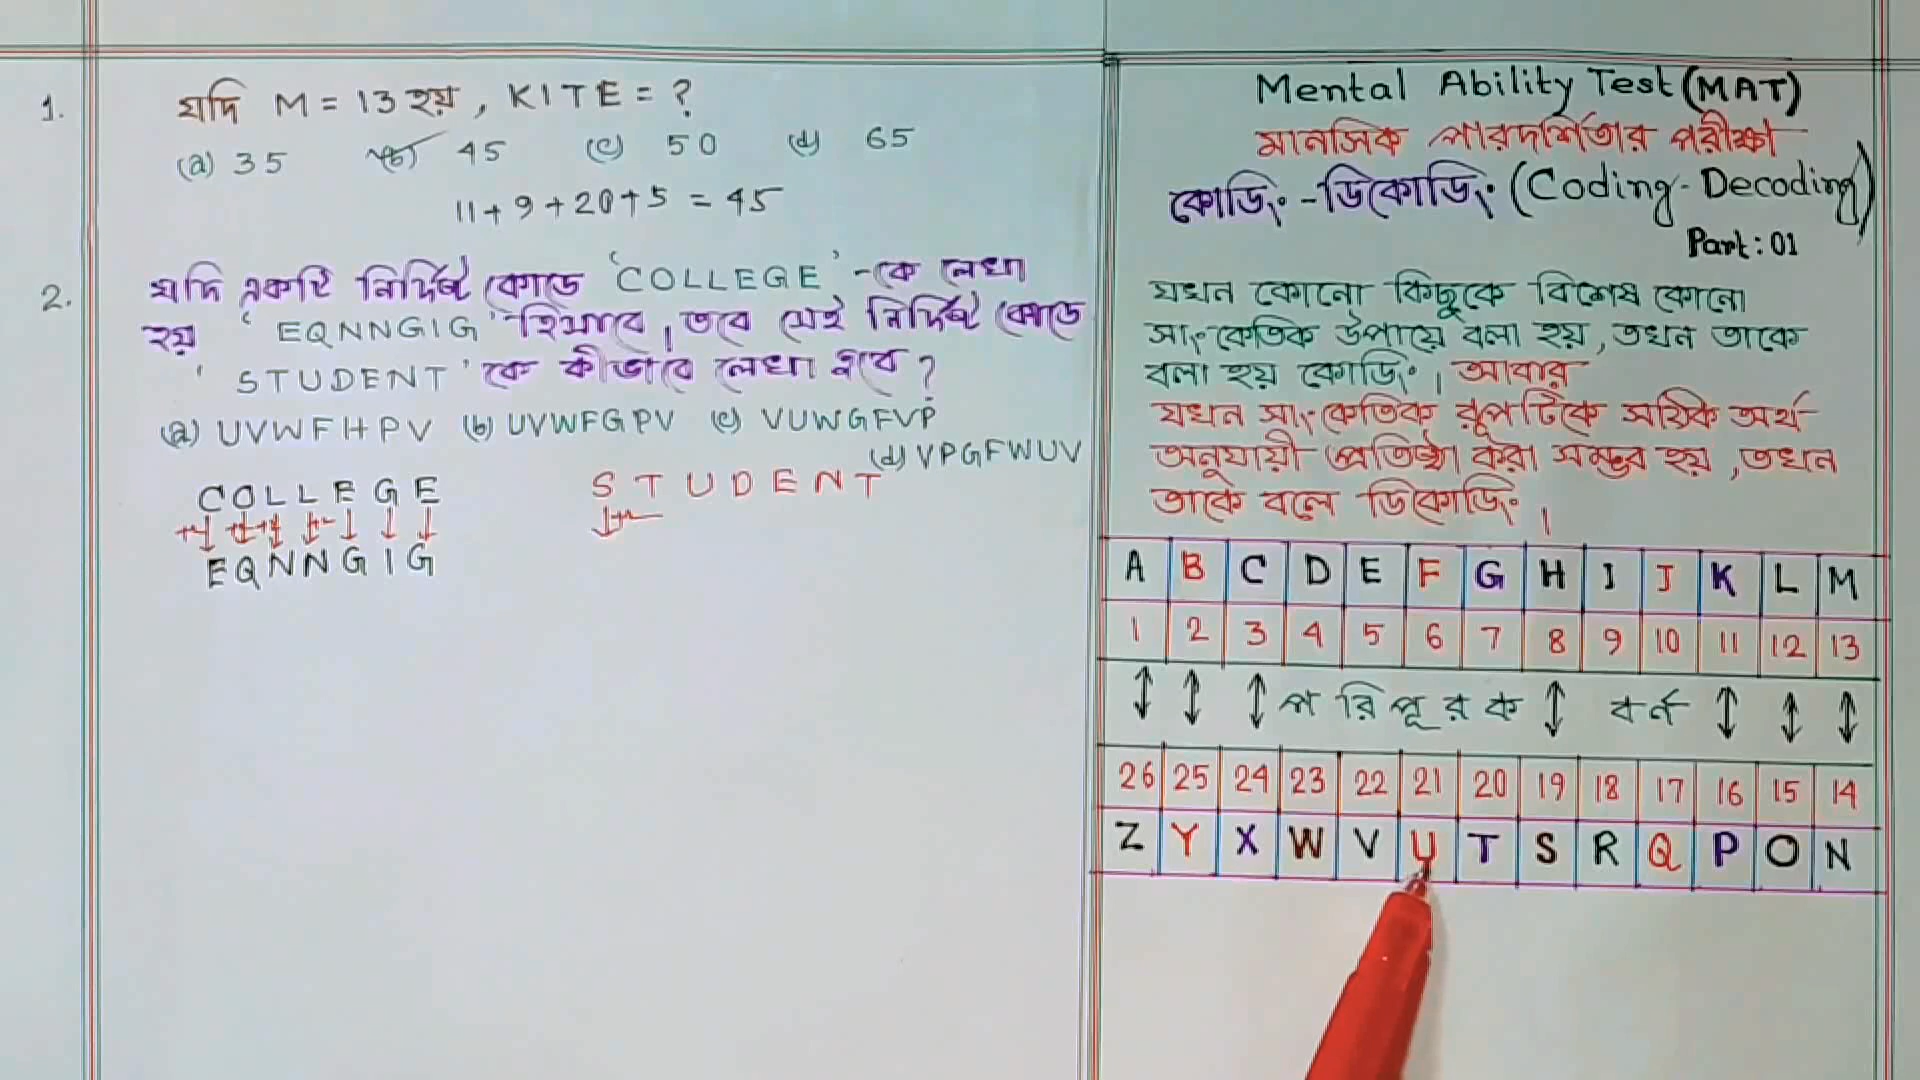 1. যদি M = 13 হয়, KITE = ?
(a) 35 (b) 45 (c) 50 (d) 65
11 + 9 + 20 + 5 = 45
2. যদি একটি নির্দিষ্ট কোডে 'COLLEGE' -কে লেখা
হয় 'EQNNGIG' হিসাবে, তবে সেই নির্দিষ্ট কোডে
'STUDENT' কে কীভাবে লেখা হবে?
(a) UVWFHPV (b) UVWFGPV (c) VUWGFVP
(d) VPGFWUV
C O L L E G E
E Q N N G I G
S T U D E N T
Mental Ability Test (MAT)
মানসিক পারদর্শিতার পরীক্ষা
কোডিং-ডিকোডিং (Coding-Decoding)
Part: 01
যখন কোনো কিছুকে বিশেষ কোনো
সাংকেতিক উপায়ে বলা হয়, তখন তাকে
বলা হয় কোডিং। আবার
যখন সাংকেতিক রূপটিকে সঠিক অর্থ
অনুযায়ী প্রতিষ্ঠা করা সম্ভব হয়, তখন
তাকে বলে ডিকোডিং।
A B C D E F G H I J K L M
1 2 3 4 5 6 7 8 9 10 11 12 13
পরিপূরক বর্ন
26 25 24 23 22 21 20 19 18 17 16 15 14
Z Y X W V U T S R Q P O N